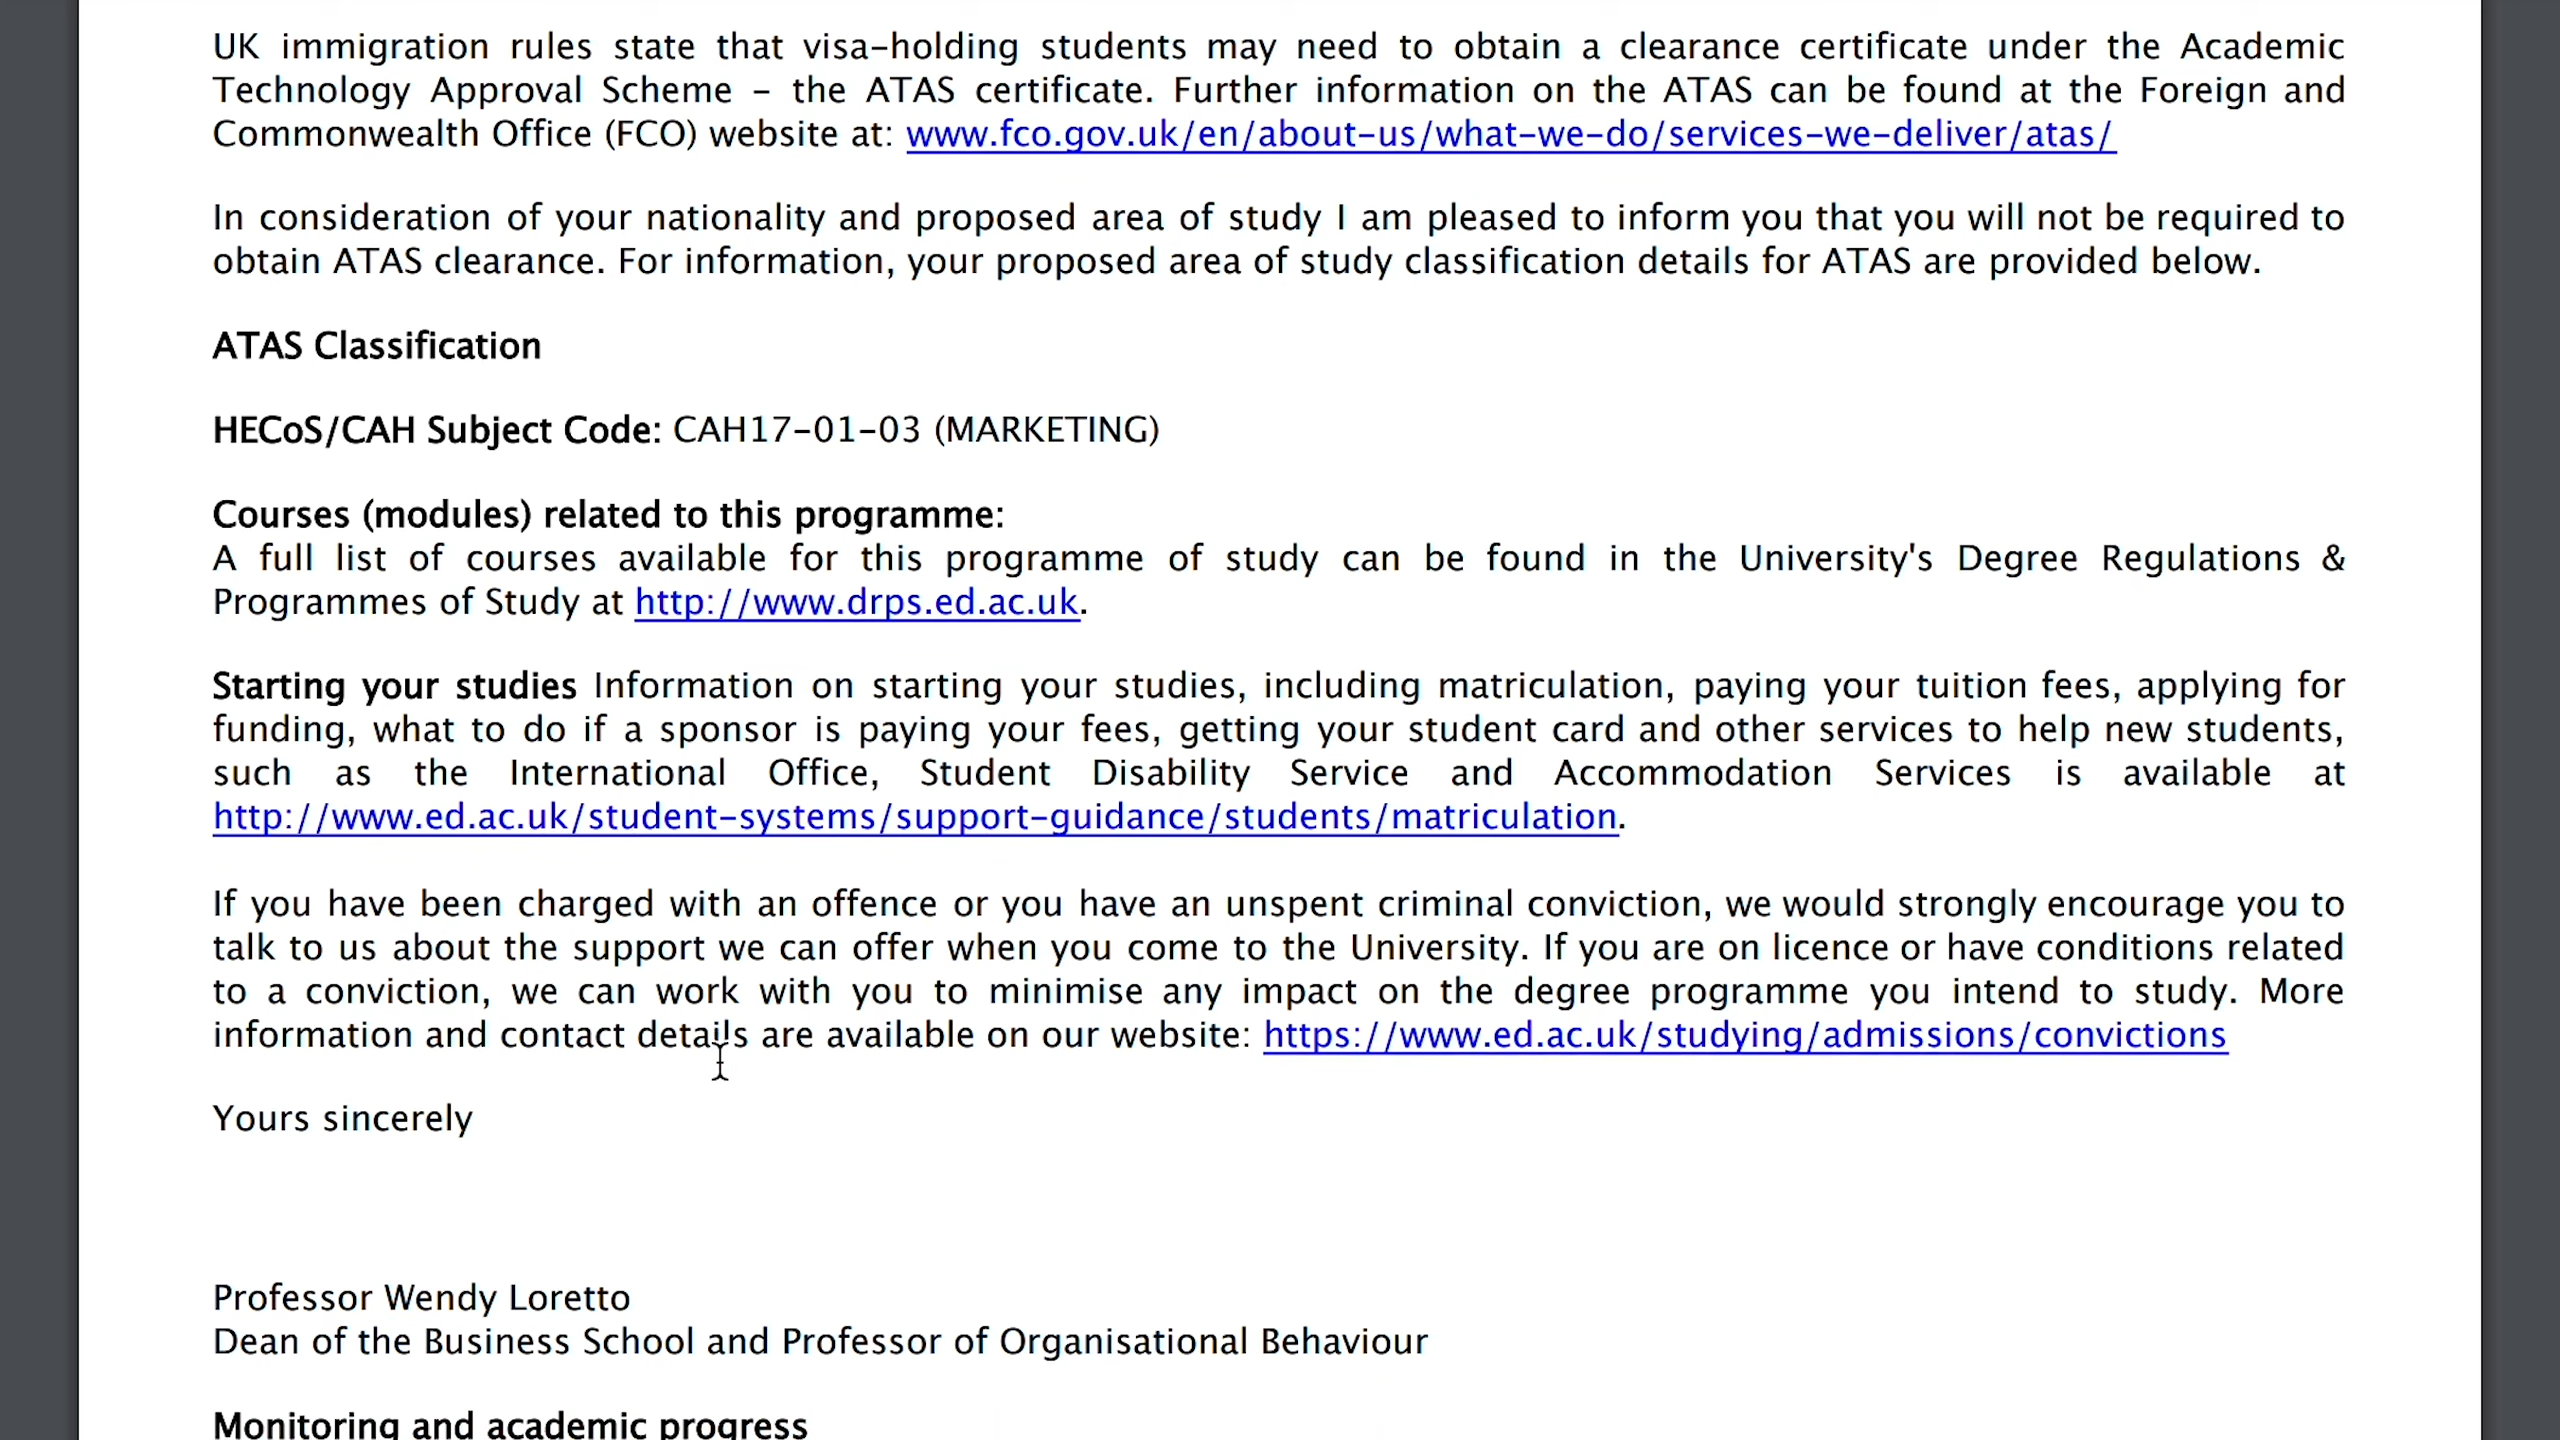 UK immigration rules state that visa-holding students may need to obtain a clearance certificate under the Academic
Technology Approval Scheme – the ATAS certificate. Further information on the ATAS can be found at the Foreign and
Commonwealth Office (FCO) website at: www.fco.gov.uk/en/about-us/what-we-do/services-we-deliver/atas/
In consideration of your nationality and proposed area of study I am pleased to inform you that you will not be required to
obtain ATAS clearance. For information, your proposed area of study classification details for ATAS are provided below.
ATAS Classification
HECoS/CAH Subject Code: CAH17-01-03 (MARKETING)
Courses (modules) related to this programme:
A full list of courses available for this programme of study can be found in the University's Degree Regulations &
Programmes of Study at http://www.drps.ed.ac.uk.
Starting your studies Information on starting your studies, including matriculation, paying your tuition fees, applying for
funding, what to do if a sponsor is paying your fees, getting your student card and other services to help new students,
such as the International Office, Student Disability Service and Accommodation Services is available at
http://www.ed.ac.uk/student-systems/support-guidance/students/matriculation.
If you have been charged with an offence or you have an unspent criminal conviction, we would strongly encourage you to
talk to us about the support we can offer when you come to the University. If you are on licence or have conditions related
to a conviction, we can work with you to minimise any impact on the degree programme you intend to study. More
information and contact details are available on our website: https://www.ed.ac.uk/studying/admissions/convictions
Yours sincerely
Professor Wendy Loretto
Dean of the Business School and Professor of Organisational Behaviour
Monitoring and academic progress